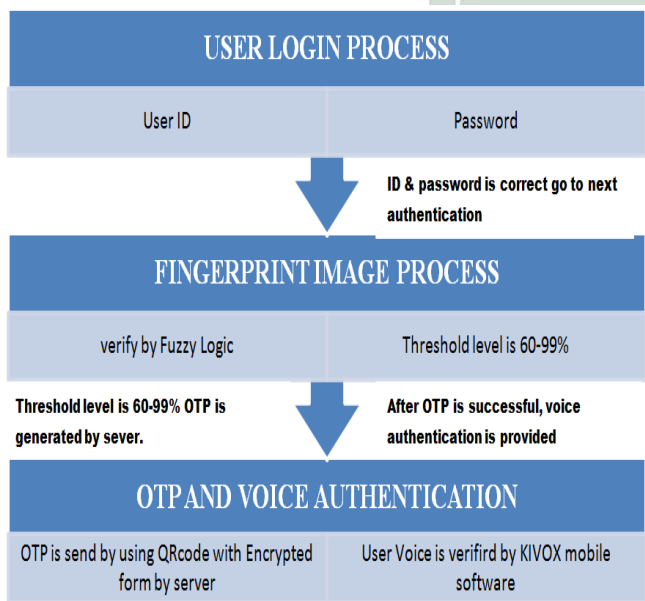 USER LOGIN PROCESS
User ID
Password
ID & password is correct go to next
authentication
FINGERPRINT IMAGE PROCESS
verify by Fuzzy Logic
Threshold level is 60-99%
Threshold level is 60-99% OTP is
generated by sever.
After OTP is successful, voice
authentication is provided
OTP AND VOICE AUTHENTICATION
OTP is send by using QRcode with Encrypted
form by server
User Voice is verifird by KIVOX mobile
software